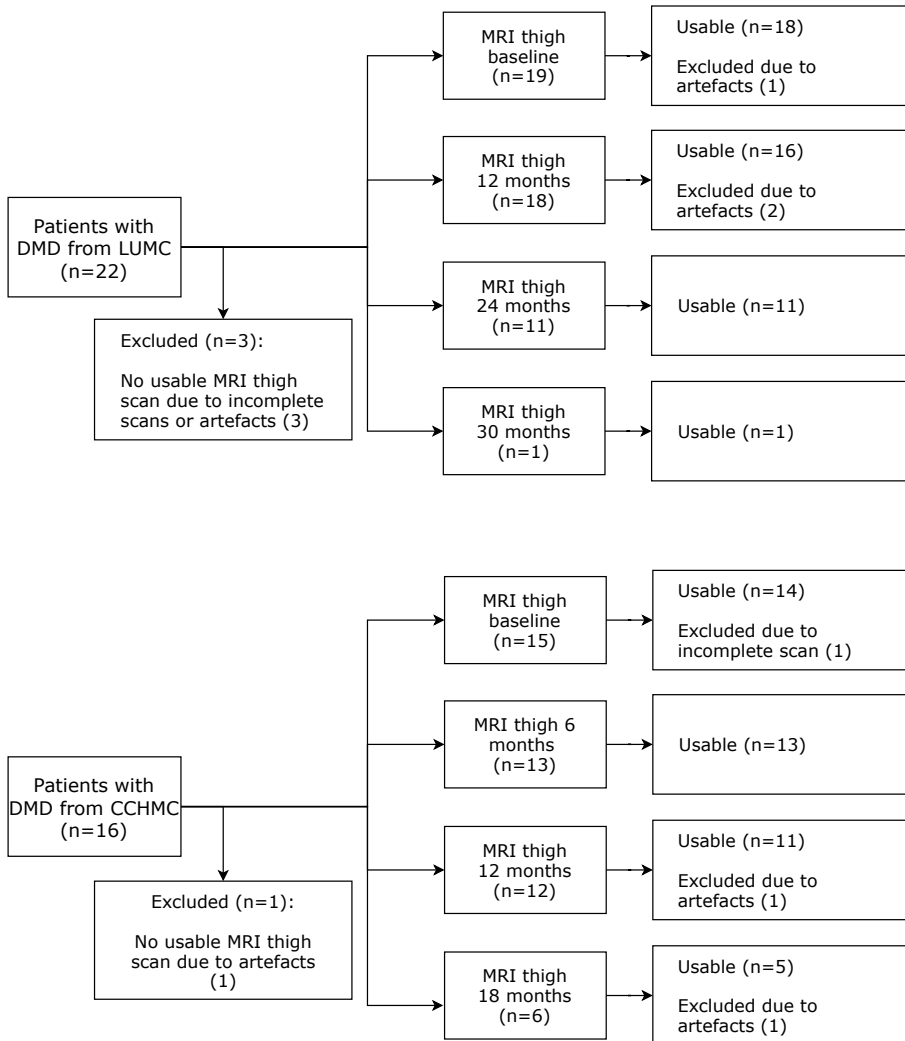 Patients with
DMD from LUMC
(n=22)
Excluded (n=3):
No usable MRI thigh
scan due to incomplete
scans or artefacts (3)
MRI thigh
baseline
(n=19)
Usable (n=18)
Excluded due to
artefacts (1)
MRI thigh
12 months
(n=18)
Usable (n=16)
Excluded due to
artefacts (2)
MRI thigh
24 months
(n=11)
Usable (n=11)
MRI thigh
30 months
(n=1)
Usable (n=1)
Patients with
DMD from CCHMC
(n=16)
Excluded (n=1):
No usable MRI thigh
scan due to artefacts
(1)
MRI thigh
baseline
(n=15)
Usable (n=14)
Excluded due to
incomplete scan (1)
MRI thigh 6
months
(n=13)
Usable (n=13)
MRI thigh
12 months
(n=12)
Usable (n=11)
Excluded due to
artefacts (1)
MRI thigh
18 months
(n=6)
Usable (n=5)
Excluded due to
artefacts (1)